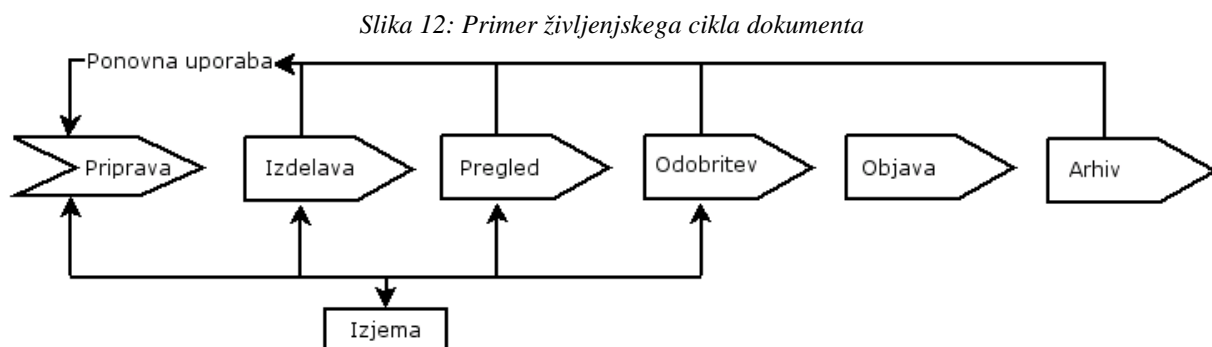 Slika 12: Primer življenjskega cikla dokumenta
Ponovna uporaba
Priprava
Izdelava
Pregled
Odobritev
Objava
Arhiv
Izjema